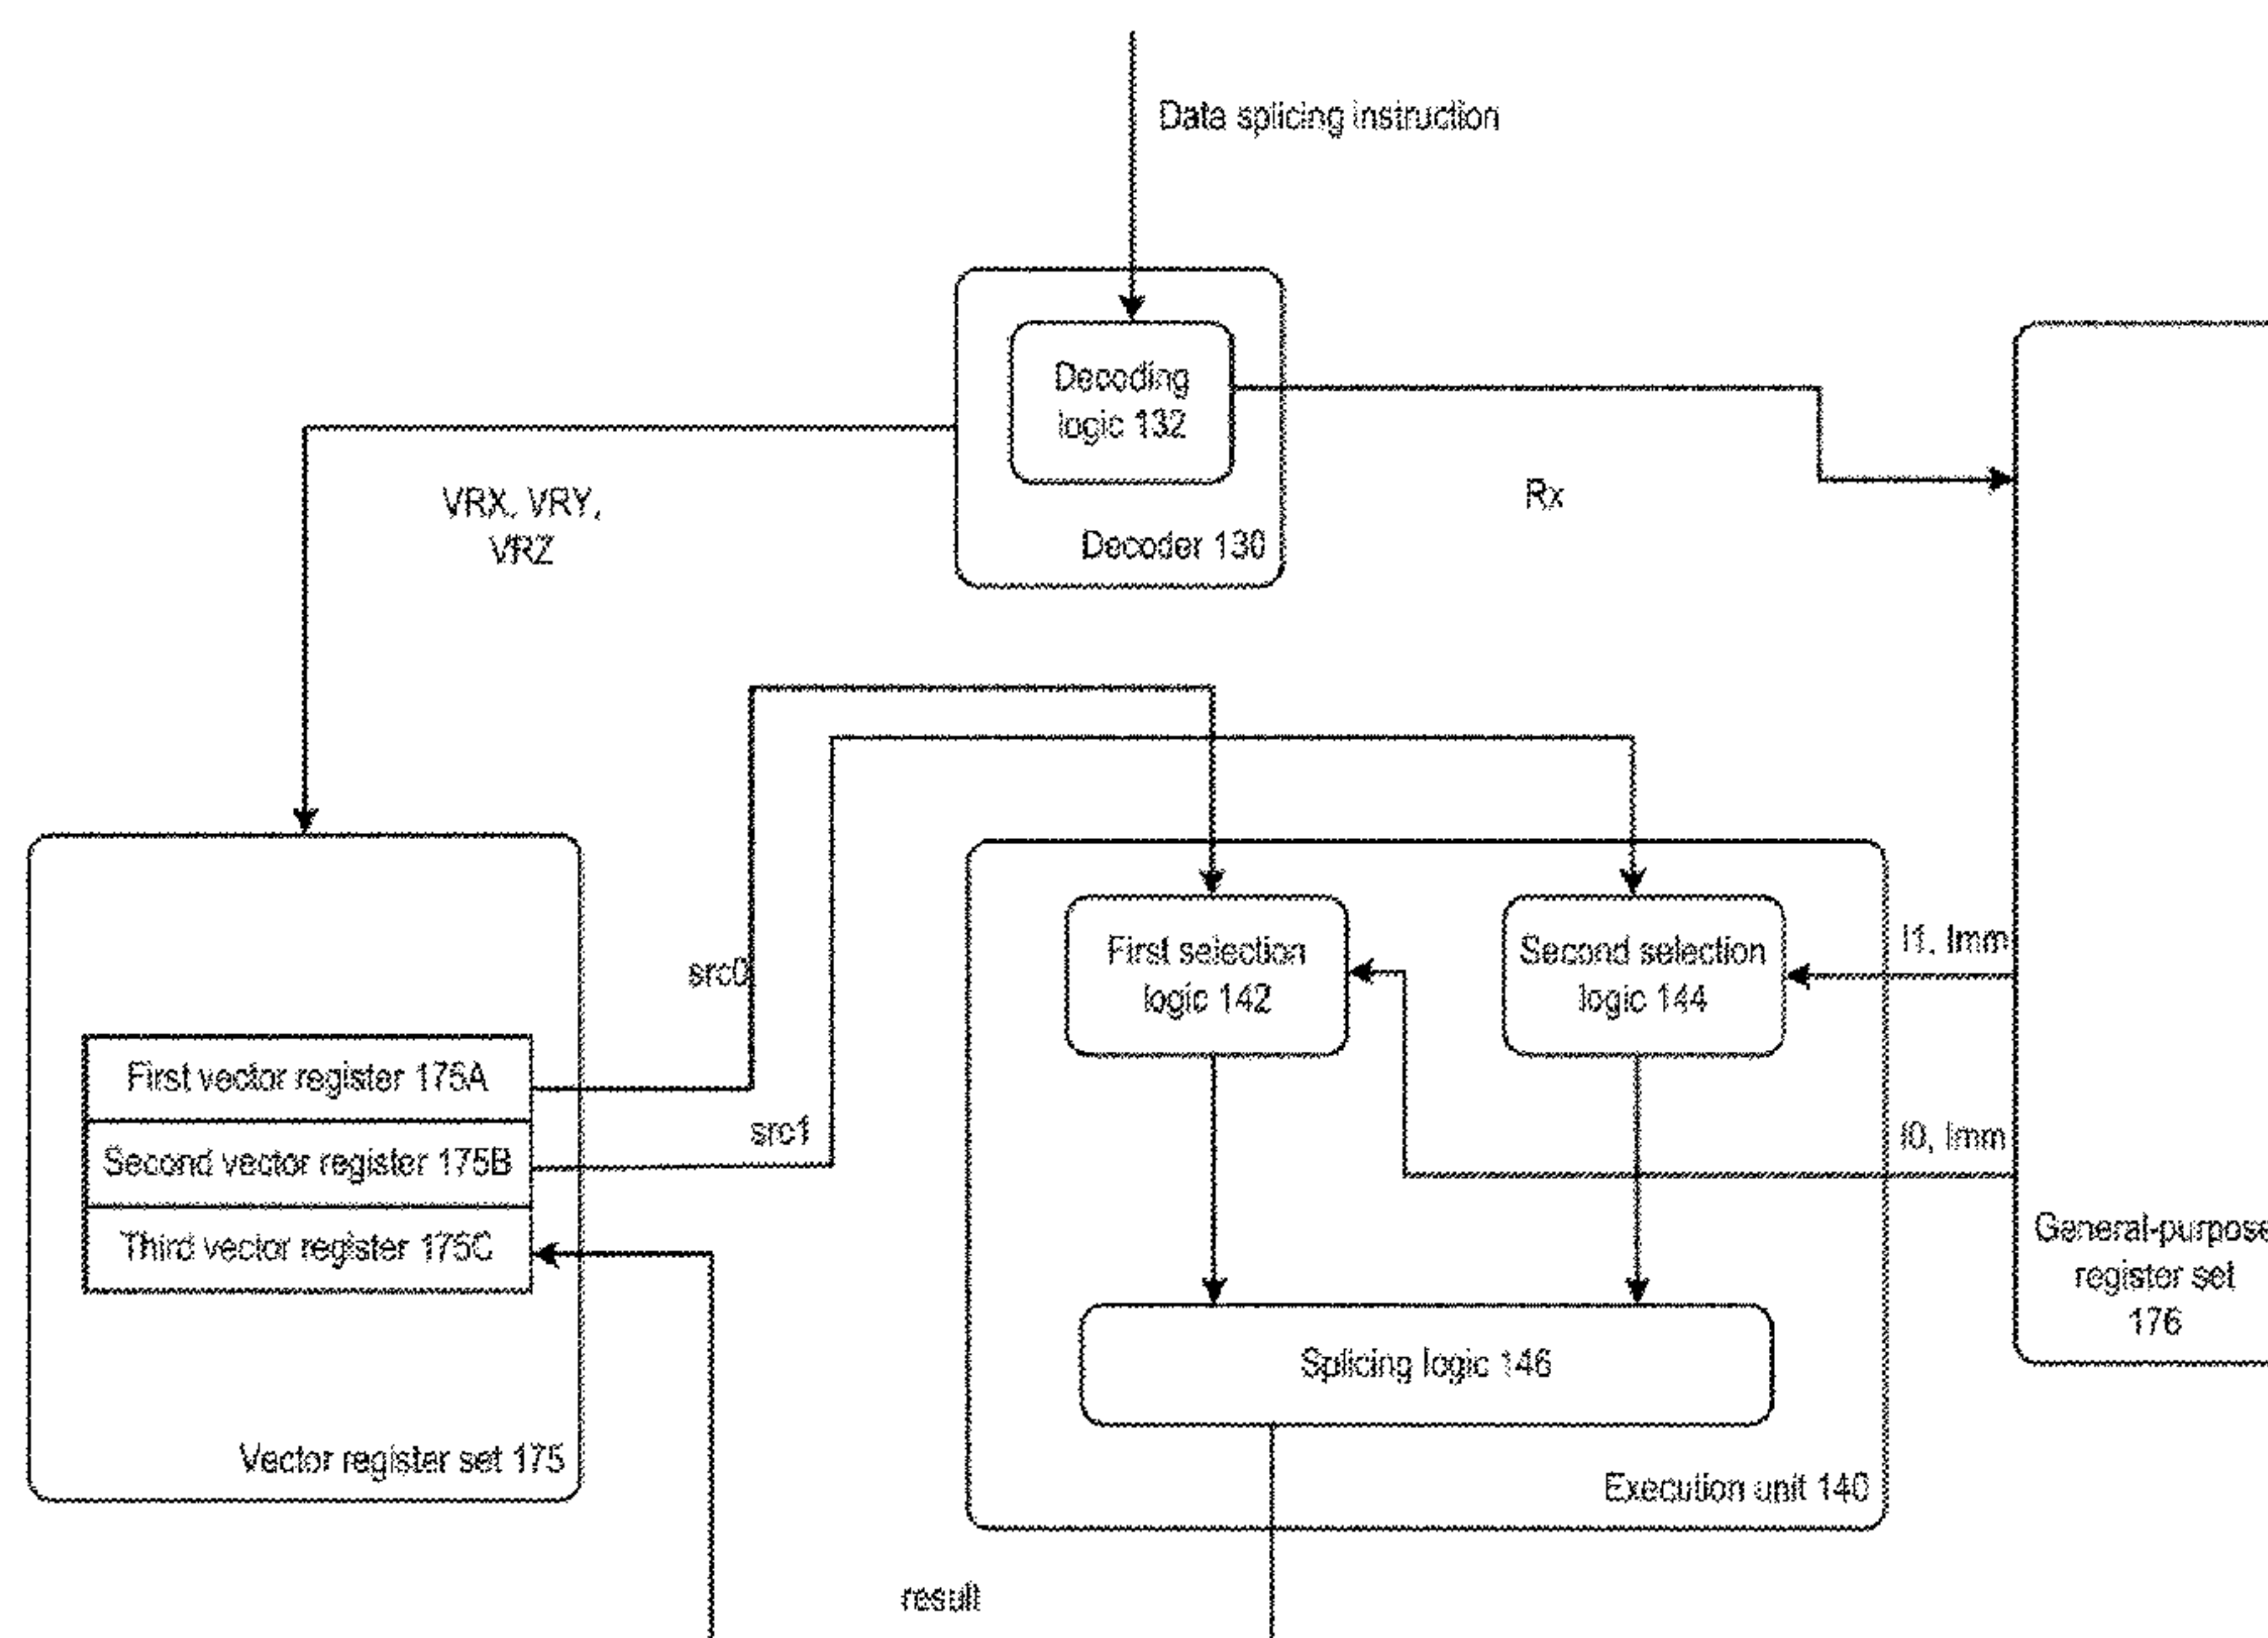 Data splicing instruction
Decoding
logic 132
Decoder 130
VRX, VRY,
VRZ
Rx
src0
First selection
logic 142
Second selection
logic 144
I1, Imm
First vector register 175A
src1
Second vector register 175B
I0, Imm
Third vector register 175C
General-purpose
register set
176
Splicing logic 146
Vector register set 175
Execution unit 140
result